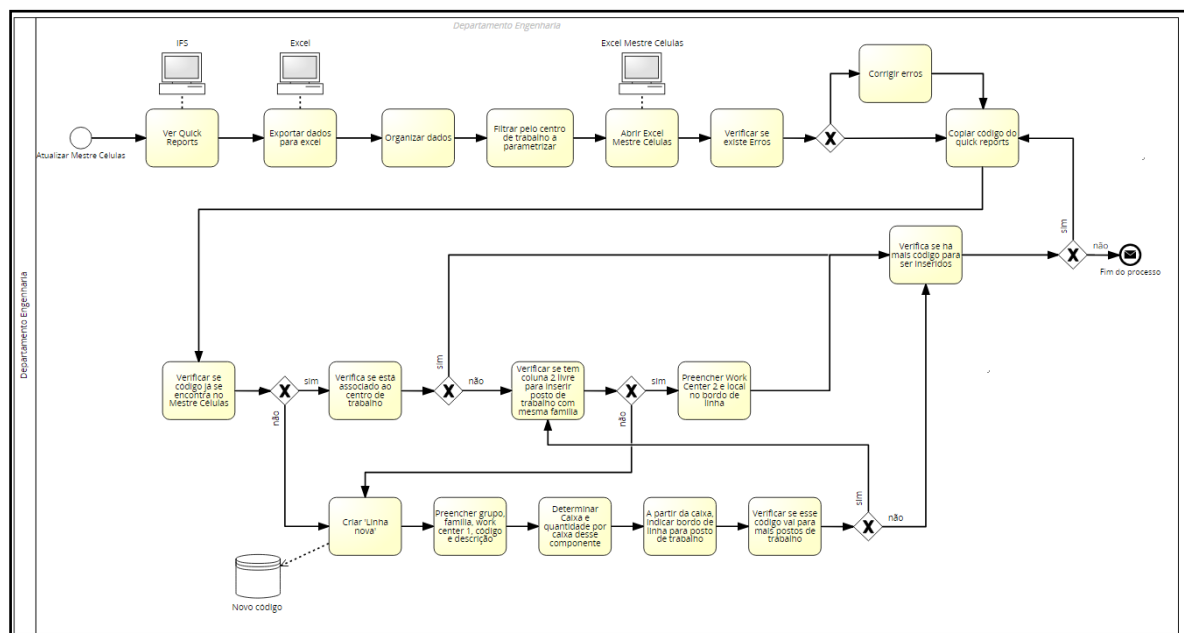 Departamento Engenharia
Departamento Engenharia
IFS
Excel
Excel Mestre Células
Atualizar Mestre Células
Ver Quick
Reports
Exportar dados
para excel
Organizar dados
Filtrar pelo centro
de trabalho a
parametrizar
Abrir Excel
Mestre Células
Verificar se
existe Erros
X
Corrigir erros
Copiar código do
quick reports
Verifica se há
mais código para
ser inseridos
sim
X
não
Fim do processo
Verificar se
código já se
encontra no
Mestre Células
X
sim
não
Verifica se está
associado ao
centro de
trabalho
sim
X
não
Verificar se tem
coluna 2 livre
para inserir
posto de
trabalho com
mesma família
X
sim
não
Preencher Work
Center 2 e local
no bordo de
linha
Criar 'Linha
nova'
Preencher grupo,
família, work
center 1, código
e descrição
Determinar
Caixa e
quantidade por
caixa desse
componente
A partir da caixa,
indicar bordo de
linha para posto
de trabalho
Verificar se esse
código vai para
mais postos de
trabalho
sim
X
não
Novo código